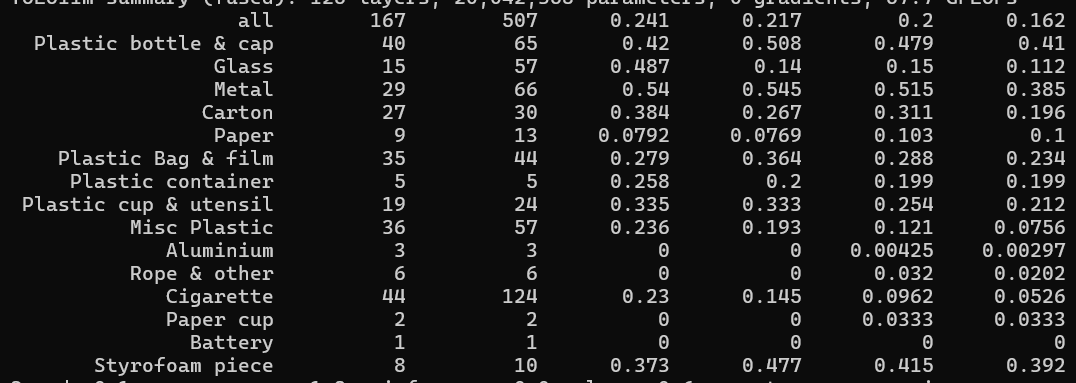 all 167 507 0.241 0.217 0.2 0.162
Plastic bottle & cap 40 65 0.42 0.508 0.479 0.41
Glass 15 57 0.487 0.14 0.15 0.112
Metal 29 66 0.54 0.545 0.515 0.385
Carton 27 30 0.384 0.267 0.311 0.196
Paper 9 13 0.0792 0.0769 0.103 0.1
Plastic Bag & film 35 44 0.279 0.364 0.288 0.234
Plastic container 5 5 0.258 0.2 0.199 0.199
Plastic cup & utensil 19 24 0.335 0.333 0.254 0.212
Misc Plastic 36 57 0.236 0.193 0.121 0.0756
Aluminium 3 3 0 0 0.00425 0.00297
Rope & other 6 6 0 0 0.032 0.0202
Cigarette 44 124 0.23 0.145 0.0962 0.0526
Paper cup 2 2 0 0 0.0333 0.0333
Battery 1 1 0 0 0 0
Styrofoam piece 8 10 0.373 0.477 0.415 0.392